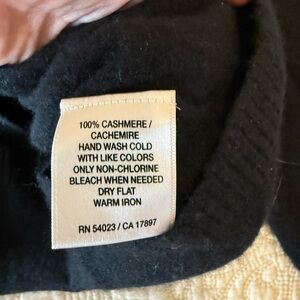 100% CASHMERE /
CACHEMIRE
HAND WASH COLD
WITH LIKE COLORS
ONLY NON-CHLORINE
BLEACH WHEN NEEDED
DRY FLAT
WARM IRON
RN 54023 / CA 17897